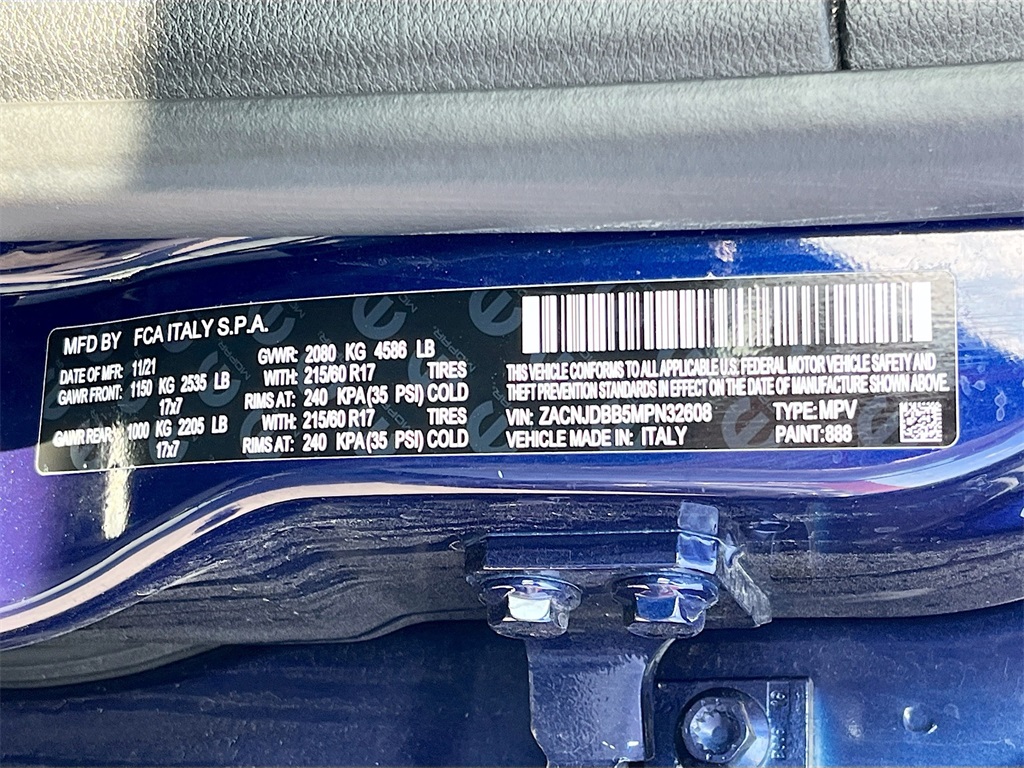 MFD BY FCA ITALY S.P.A.
DATE OF MFR: 11/21 GVWR: 2080 KG 4586 LB
GAWR FRONT: 1150 KG 2535 LB WITH: 215/60 R17 TIRES
17x7 RIMS AT: 240 KPA (35 PSI) COLD
GAWR REAR: 1000 KG 2205 LB WITH: 215/60 R17 TIRES
17x7 RIMS AT: 240 KPA (35 PSI) COLD
THIS VEHICLE CONFORMS TO ALL APPLICABLE U.S. FEDERAL MOTOR VEHICLE SAFETY AND
THEFT PREVENTION STANDARDS IN EFFECT ON THE DATE OF MANUFACTURE SHOWN ABOVE.
VIN: ZACNJDBB5MPN32608 TYPE: MPV
VEHICLE MADE IN: ITALY PAINT: 888